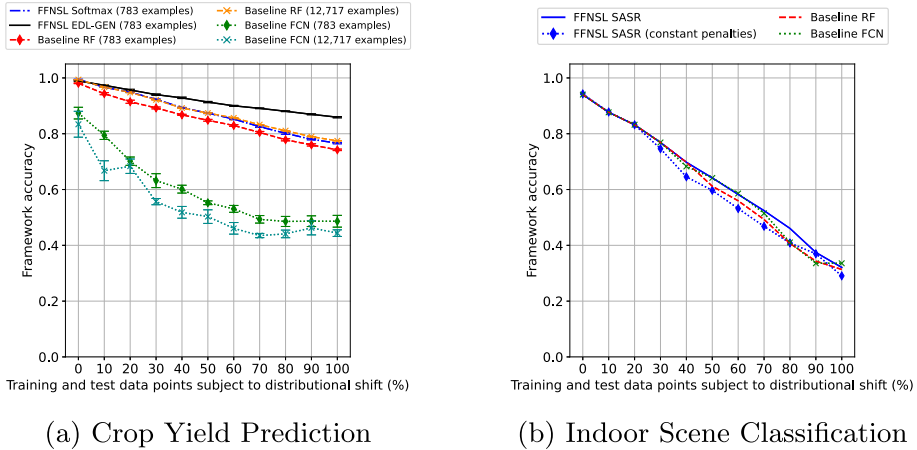 FFNSL Softmax (783 examples)
FFNSL EDL-GEN (783 examples)
Baseline RF (783 examples)
Baseline RF (12,717 examples)
Baseline FCN (783 examples)
Baseline FCN (12,717 examples)
Framework accuracy
1.0
0.8
0.6
0.4
0.2
0.0
0 10 20 30 40 50 60 70 80 90 100
Training and test data points subject to distributional shift (%)
(a) Crop Yield Prediction
FFNSL SASR
FFNSL SASR (constant penalties)
Baseline RF
Baseline FCN
Framework accuracy
1.0
0.8
0.6
0.4
0.2
0.0
0 10 20 30 40 50 60 70 80 90 100
Training and test data points subject to distributional shift (%)
(b) Indoor Scene Classification